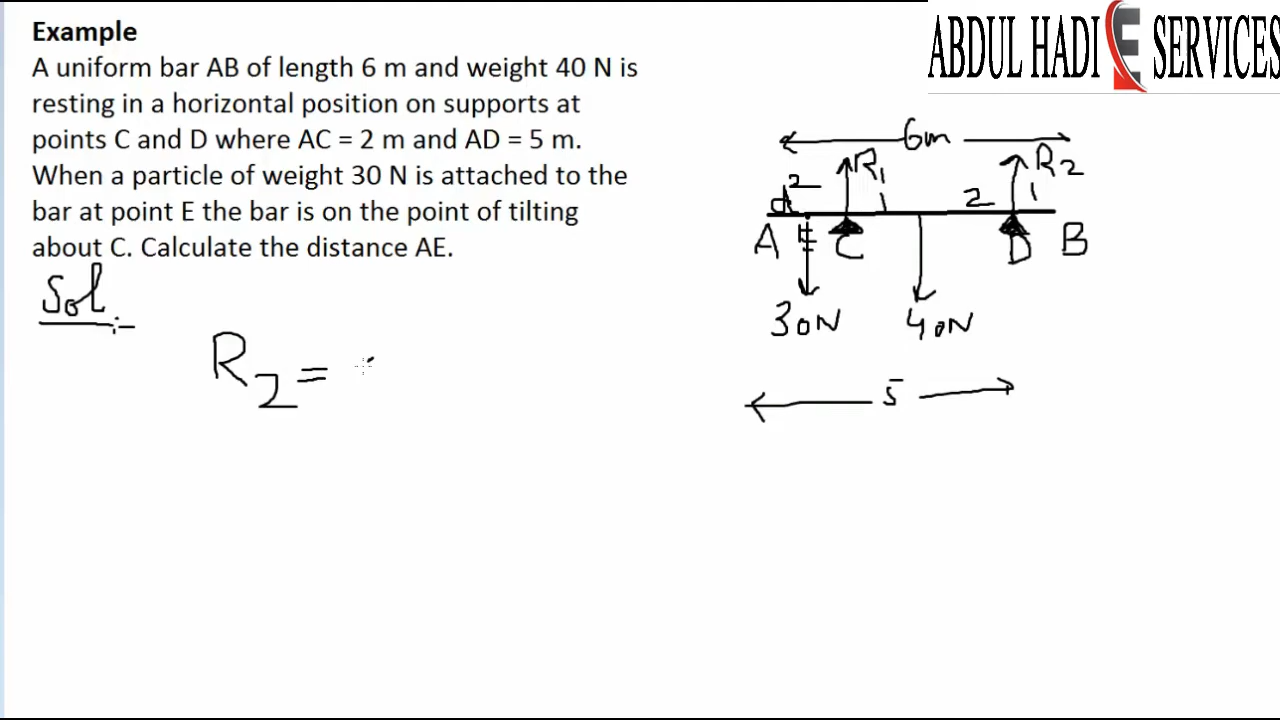 Example
ABDUL HADI E SERVICES
A uniform bar AB of length 6 m and weight 40 N is
resting in a horizontal position on supports at
points C and D where AC = 2 m and AD = 5 m.
When a particle of weight 30 N is attached to the
bar at point E the bar is on the point of tilting
about C. Calculate the distance AE.
6m
R1 R2
d 2 1 2 1
A E C D B
30N 40N
5
Sol :-
R2 =